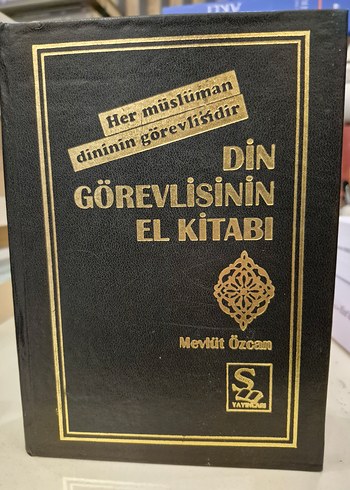 Her müslüman
dininin görevlisidir
DİN
GÖREVLİSİNİN
EL KİTABI
Mevlüt Özcan
S
YAYINLARI